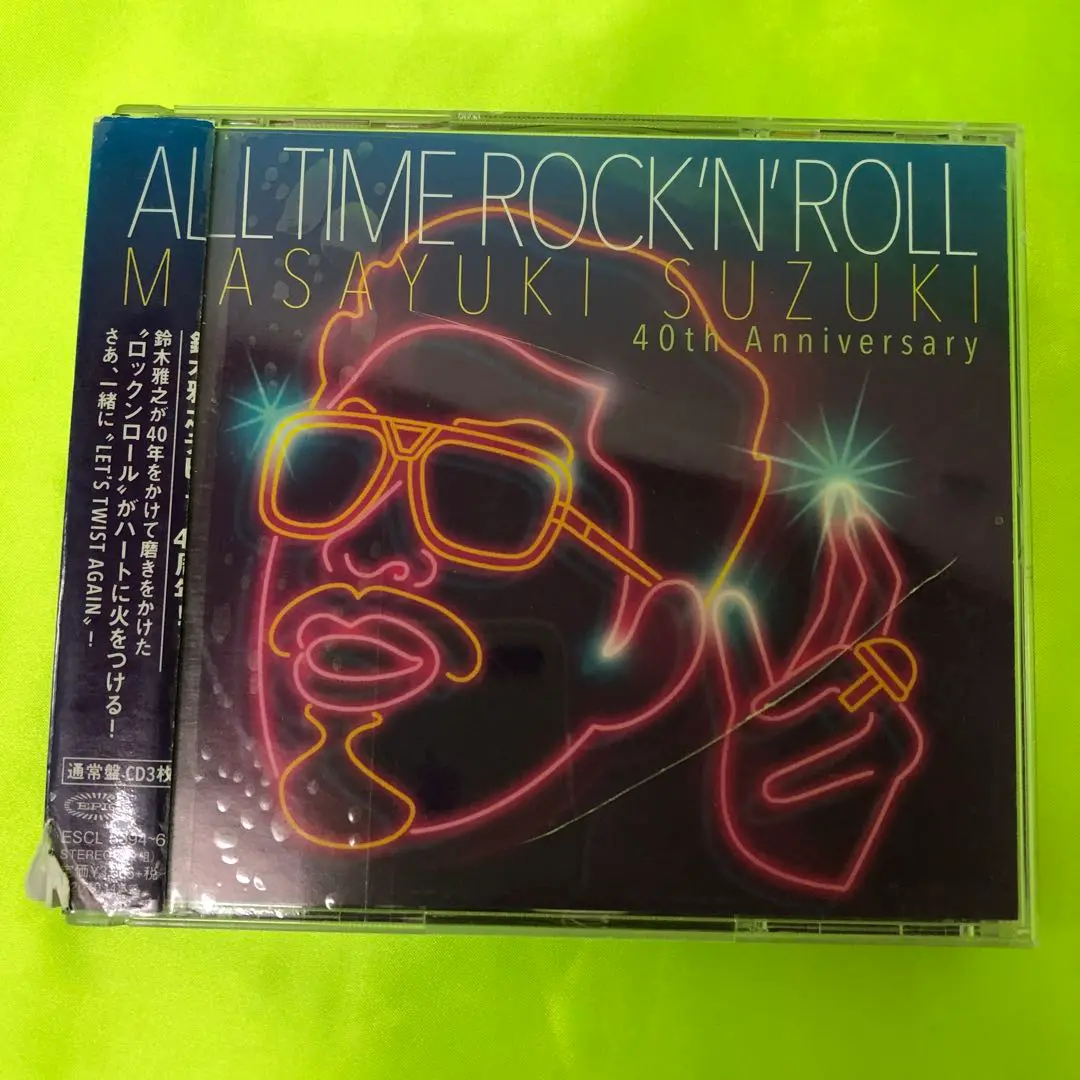 ALL TIME ROCK'N'ROLL
MASAYUKI SUZUKI
40th Anniversary
鈴木雅之が40年をかけて磨きをかけた
"ロックンロール"がハートに火をつける!
さあ、一緒に"LET'S TWIST AGAIN"!
通常盤 CD3枚
EPIC
ESCL
STEREO